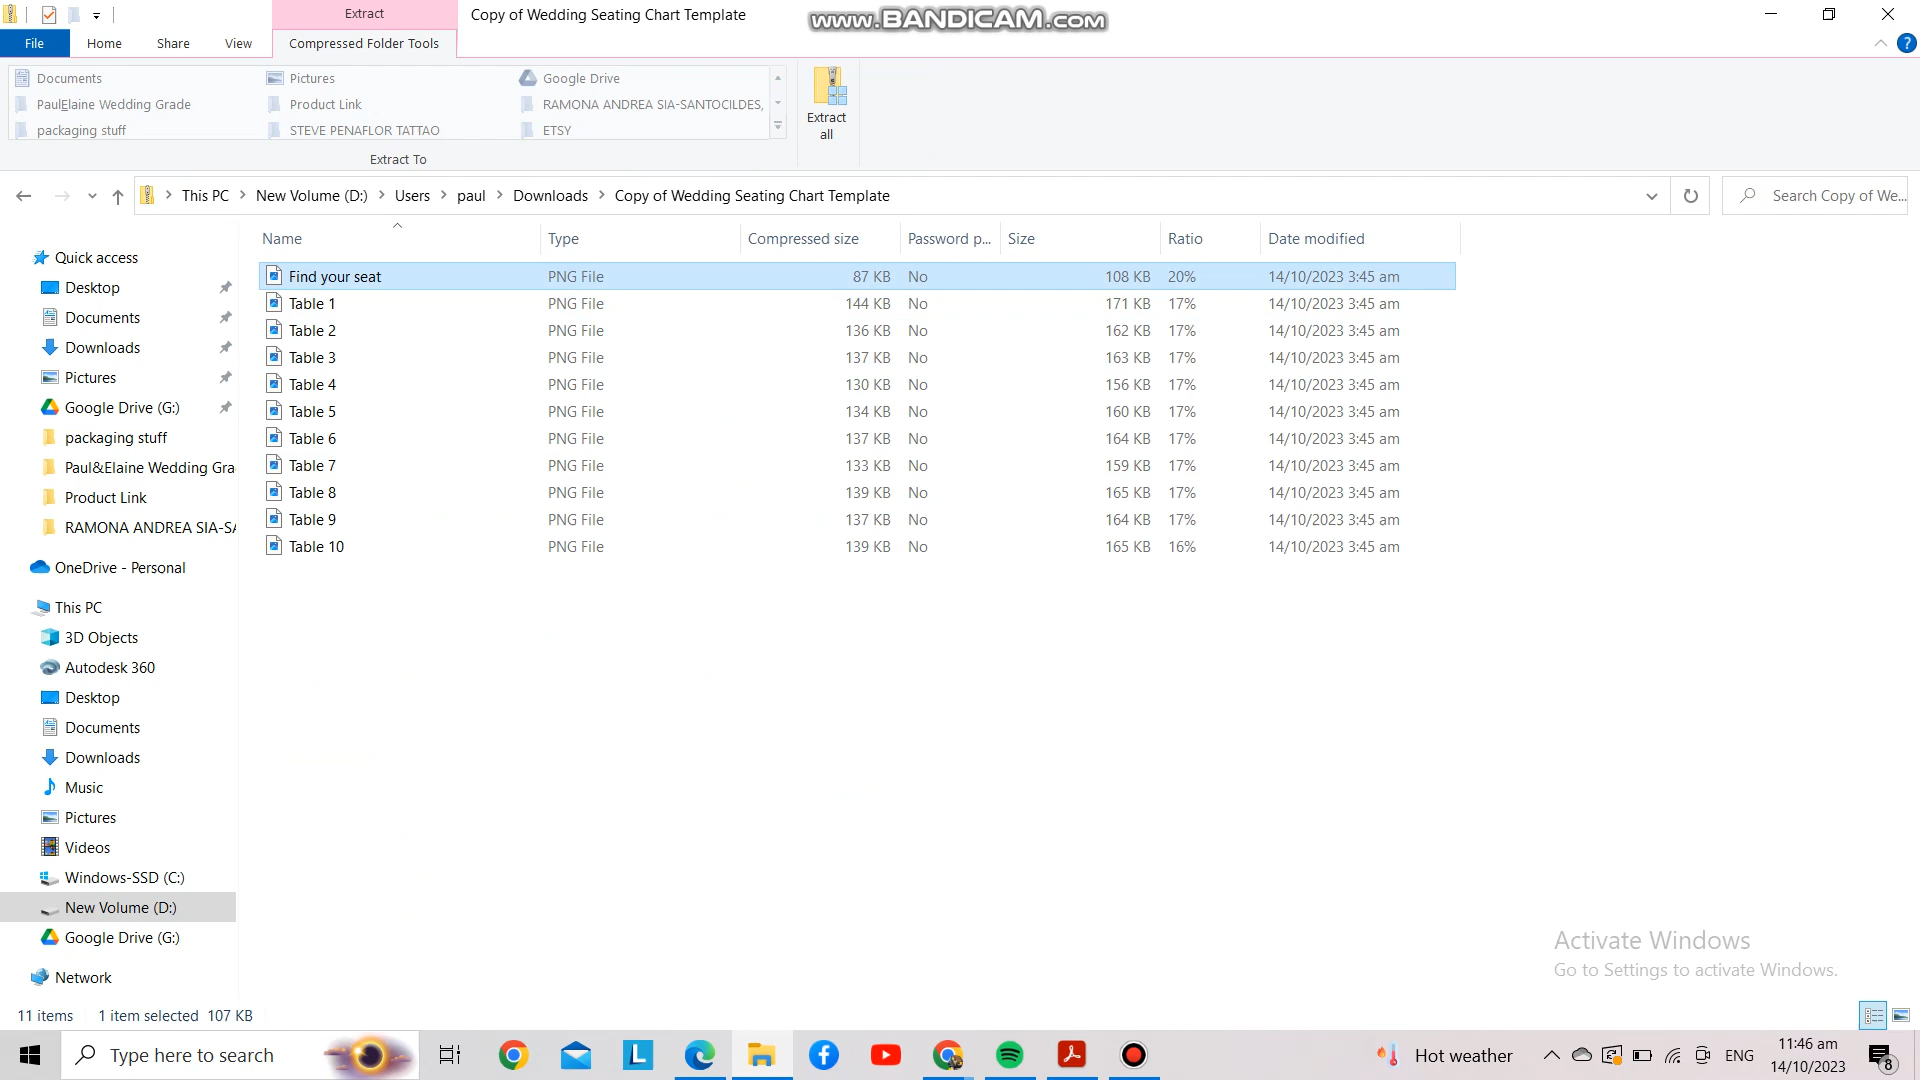 Extract
Copy of Wedding Seating Chart Template
www.BANDICAM.com
File
Home
Share
View
Compressed Folder Tools
Documents
Pictures
Google Drive
PaulElaine Wedding Grade
Product Link
RAMONA ANDREA SIA-SANTOCILDES,
packaging stuff
STEVE PENAFLOR TATTAO
ETSY
Extract all
Extract To
This PC > New Volume (D:) > Users > paul > Downloads > Copy of Wedding Seating Chart Template
Search Copy of We...
Name Type Compressed size Password p... Size Ratio Date modified
Find your seat PNG File 87 KB No 108 KB 20% 14/10/2023 3:45 am
Table 1 PNG File 144 KB No 171 KB 17% 14/10/2023 3:45 am
Table 2 PNG File 136 KB No 162 KB 17% 14/10/2023 3:45 am
Table 3 PNG File 137 KB No 163 KB 17% 14/10/2023 3:45 am
Table 4 PNG File 130 KB No 156 KB 17% 14/10/2023 3:45 am
Table 5 PNG File 134 KB No 160 KB 17% 14/10/2023 3:45 am
Table 6 PNG File 137 KB No 164 KB 17% 14/10/2023 3:45 am
Table 7 PNG File 133 KB No 159 KB 17% 14/10/2023 3:45 am
Table 8 PNG File 139 KB No 165 KB 17% 14/10/2023 3:45 am
Table 9 PNG File 137 KB No 164 KB 17% 14/10/2023 3:45 am
Table 10 PNG File 139 KB No 165 KB 16% 14/10/2023 3:45 am
Quick access
Desktop
Documents
Downloads
Pictures
Google Drive (G:)
packaging stuff
Paul&Elaine Wedding Gra
Product Link
RAMONA ANDREA SIA-SA
OneDrive - Personal
This PC
3D Objects
Autodesk 360
Desktop
Documents
Downloads
Music
Pictures
Videos
Windows-SSD (C:)
New Volume (D:)
Google Drive (G:)
Network
Activate Windows
Go to Settings to activate Windows.
11 items 1 item selected 107 KB
Type here to search
L
Hot weather
ENG
11:46 am
14/10/2023
8